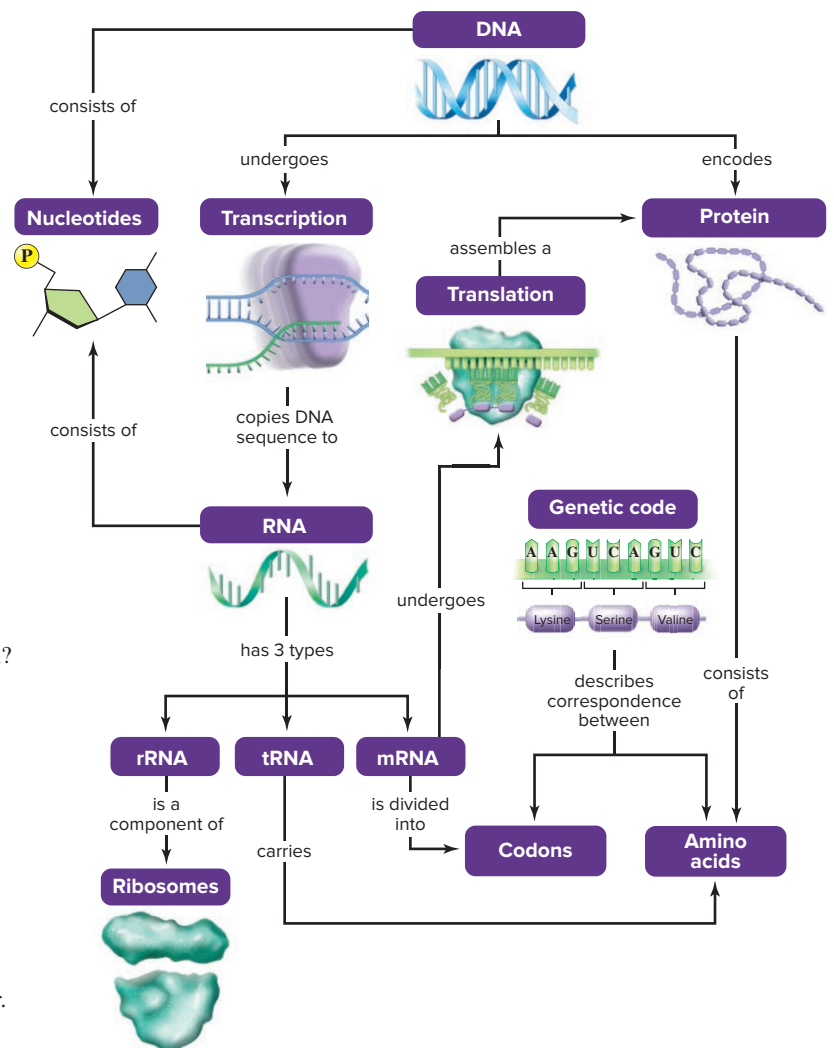 DNA
consists of
undergoes
encodes
Nucleotides
Transcription
Protein
P
assembles a
Translation
consists of
copies DNA
sequence to
RNA
Genetic code
A A G U C A G U C
Lysine Serine Valine
undergoes
has 3 types
?
describes
correspondence
between
consists
of
rRNA
tRNA
mRNA
is a
component of
carries
is divided
into
Codons
Amino
acids
Ribosomes